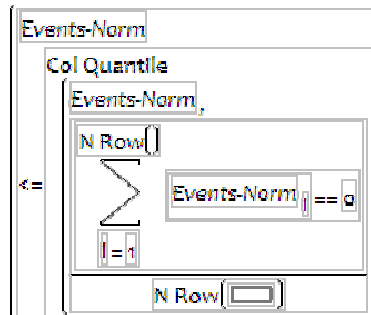 Events-Norm
Col Quantile
Events-Norm,
N Row()
<=
Events-Norm i == 0
i = 1
N Row()